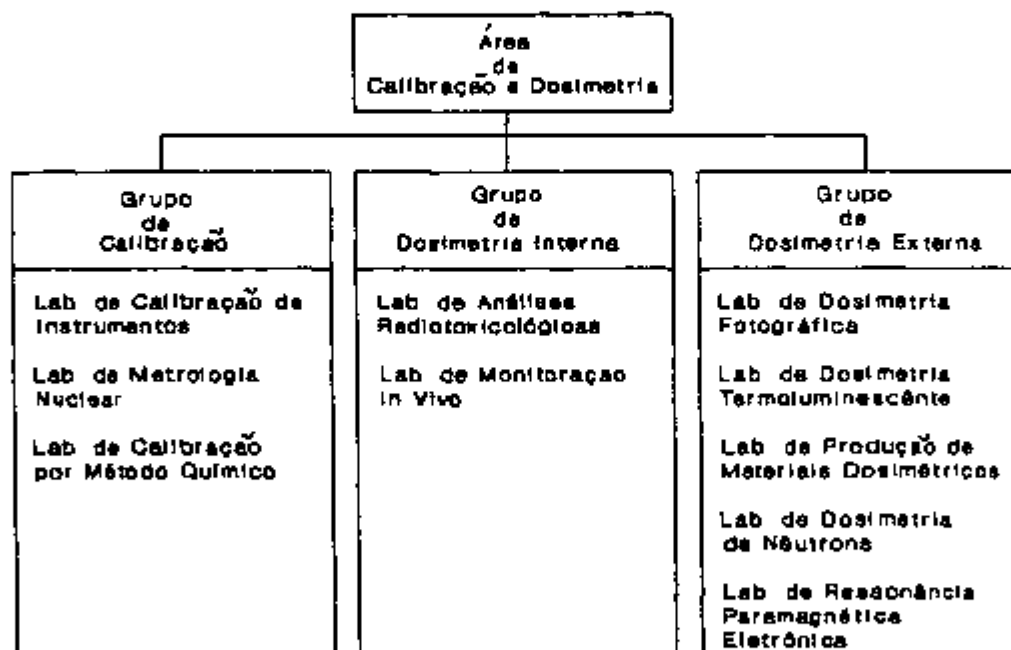 Área
de
Calibração e Dosimetria
Grupo
de
Calibração
Lab de Calibração de
Instrumentos
Lab de Metrologia
Nuclear
Lab de Calibração
por Método Químico
Grupo
de
Dosimetria Interna
Lab de Análises
Radiotoxicológicas
Lab de Monitoração
In Vivo
Grupo
de
Dosimetria Externa
Lab de Dosimetria
Fotográfica
Lab de Dosimetria
Termoluminescênte
Lab de Produção de
Materiais Dosimétricos
Lab de Dosimetria
de Nêutrons
Lab de Ressonância
Paramagnética
Eletrônica